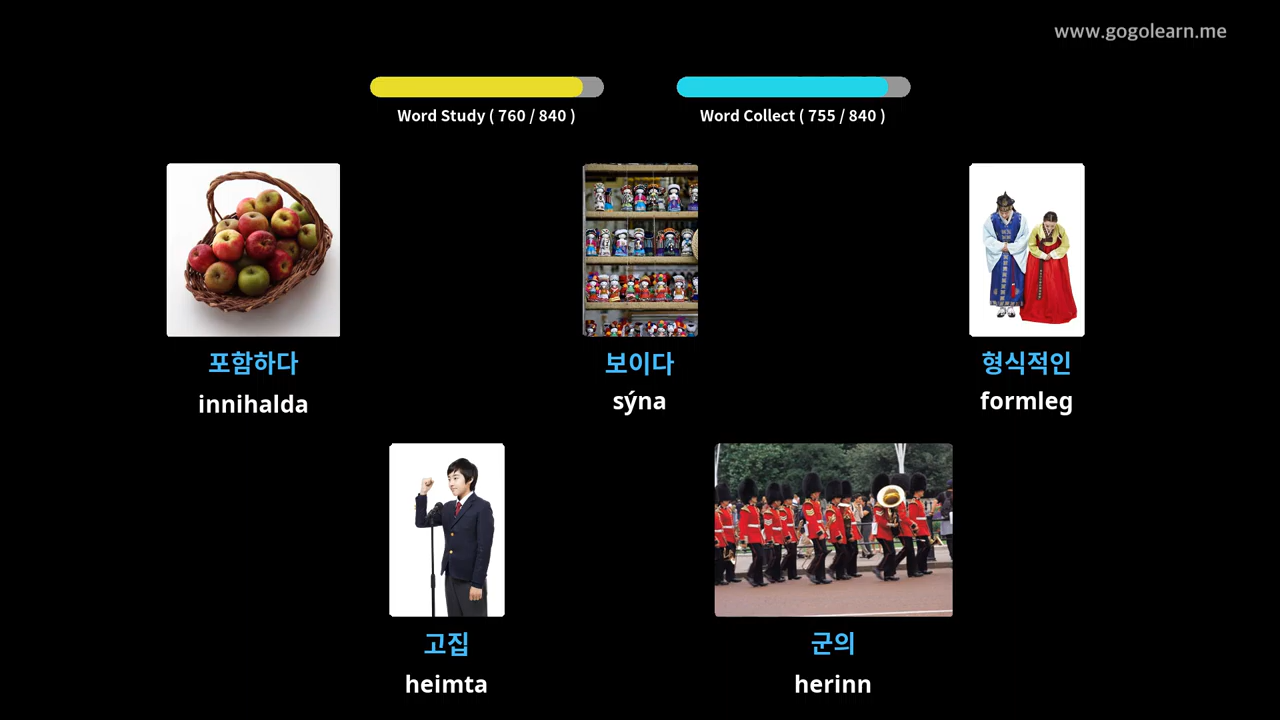 www.gogolearn.me
Word Study ( 760 / 840 )
Word Collect ( 755 / 840 )
포함하다
innihalda
보이다
sýna
형식적인
formleg
고집
heimta
군의
herinn